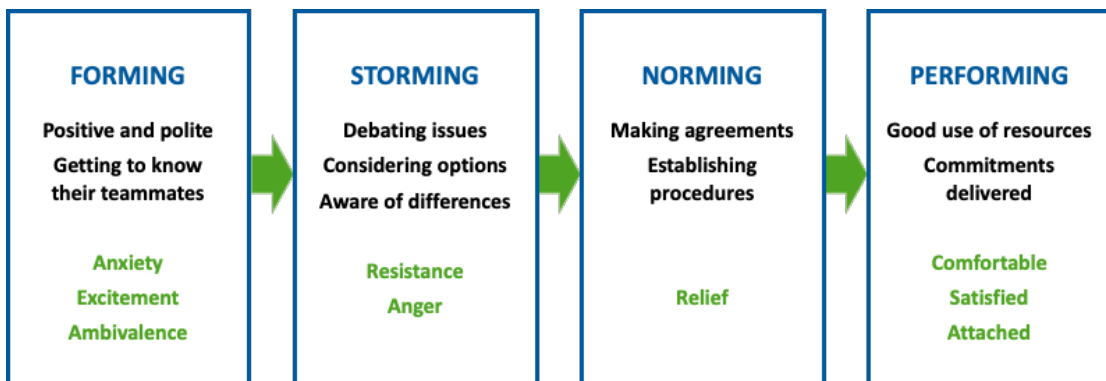 FORMING
Positive and polite
Getting to know
their teammates
Anxiety
Excitement
Ambivalence
STORMING
Debating issues
Considering options
Aware of differences
Resistance
Anger
NORMING
Making agreements
Establishing
procedures
Relief
PERFORMING
Good use of resources
Commitments
delivered
Comfortable
Satisfied
Attached